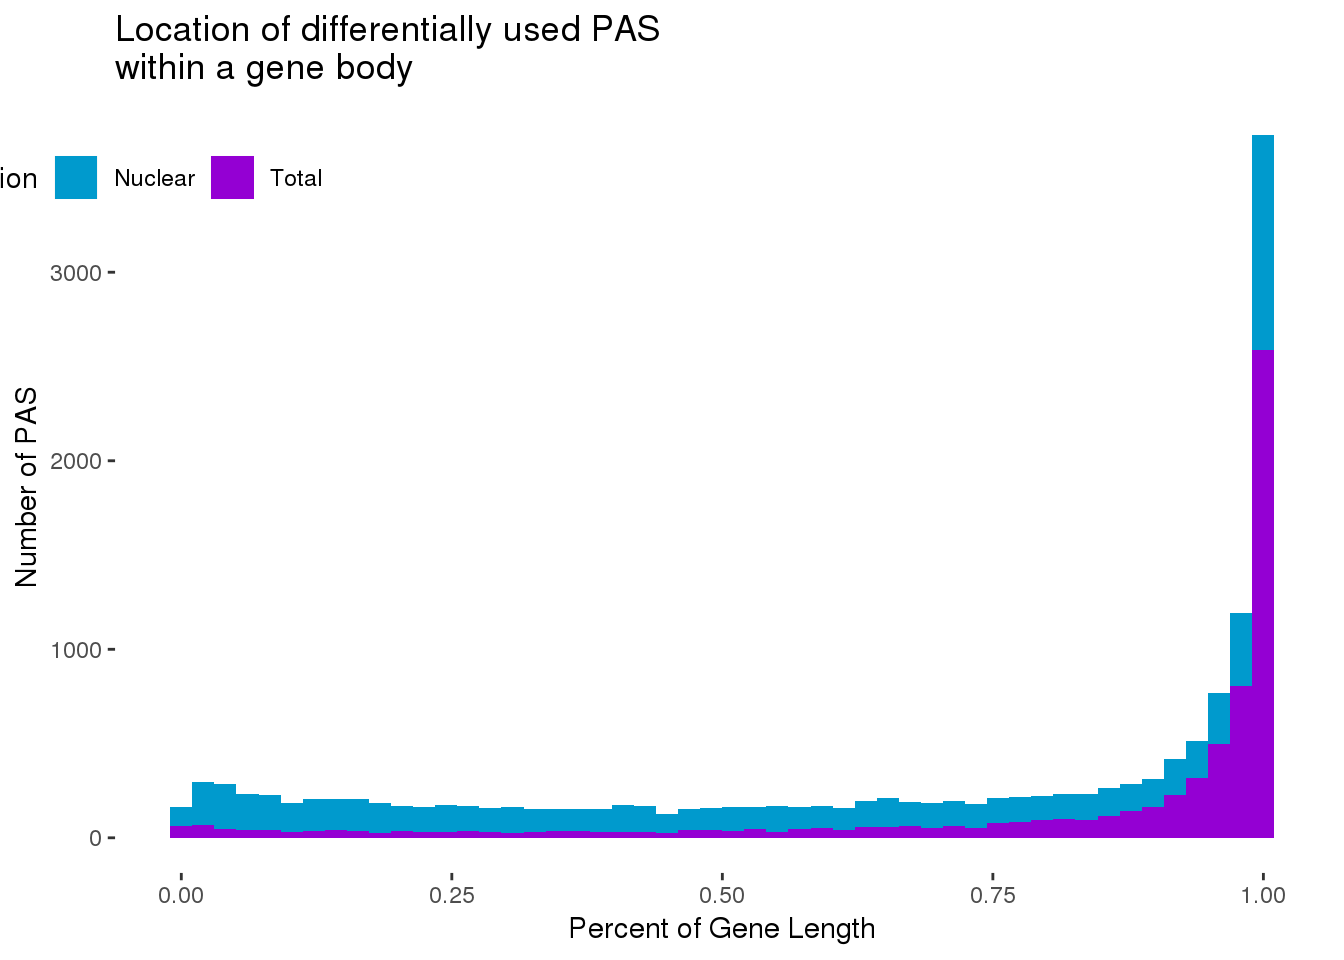 Location of differentially used PAS
within a gene body
ion Nuclear Total
Number of PAS
3000
2000
1000
0
0.00 0.25 0.50 0.75 1.00
Percent of Gene Length